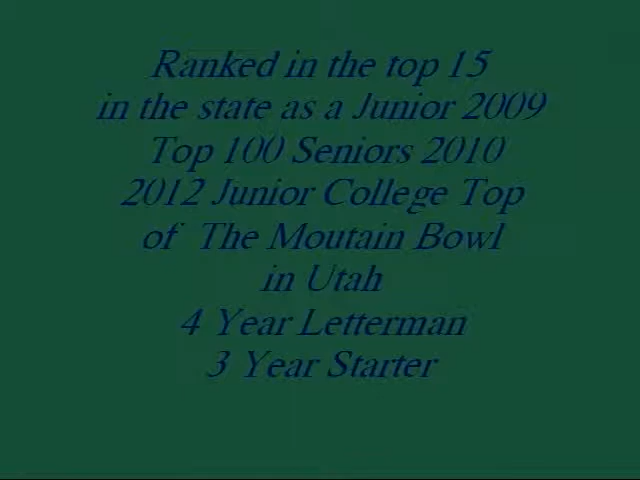 Ranked in the top 15
in the state as a Junior 2009
Top 100 Seniors 2010
2012 Junior College Top
of The Moutain Bowl
in Utah
4 Year Letterman
3 Year Starter